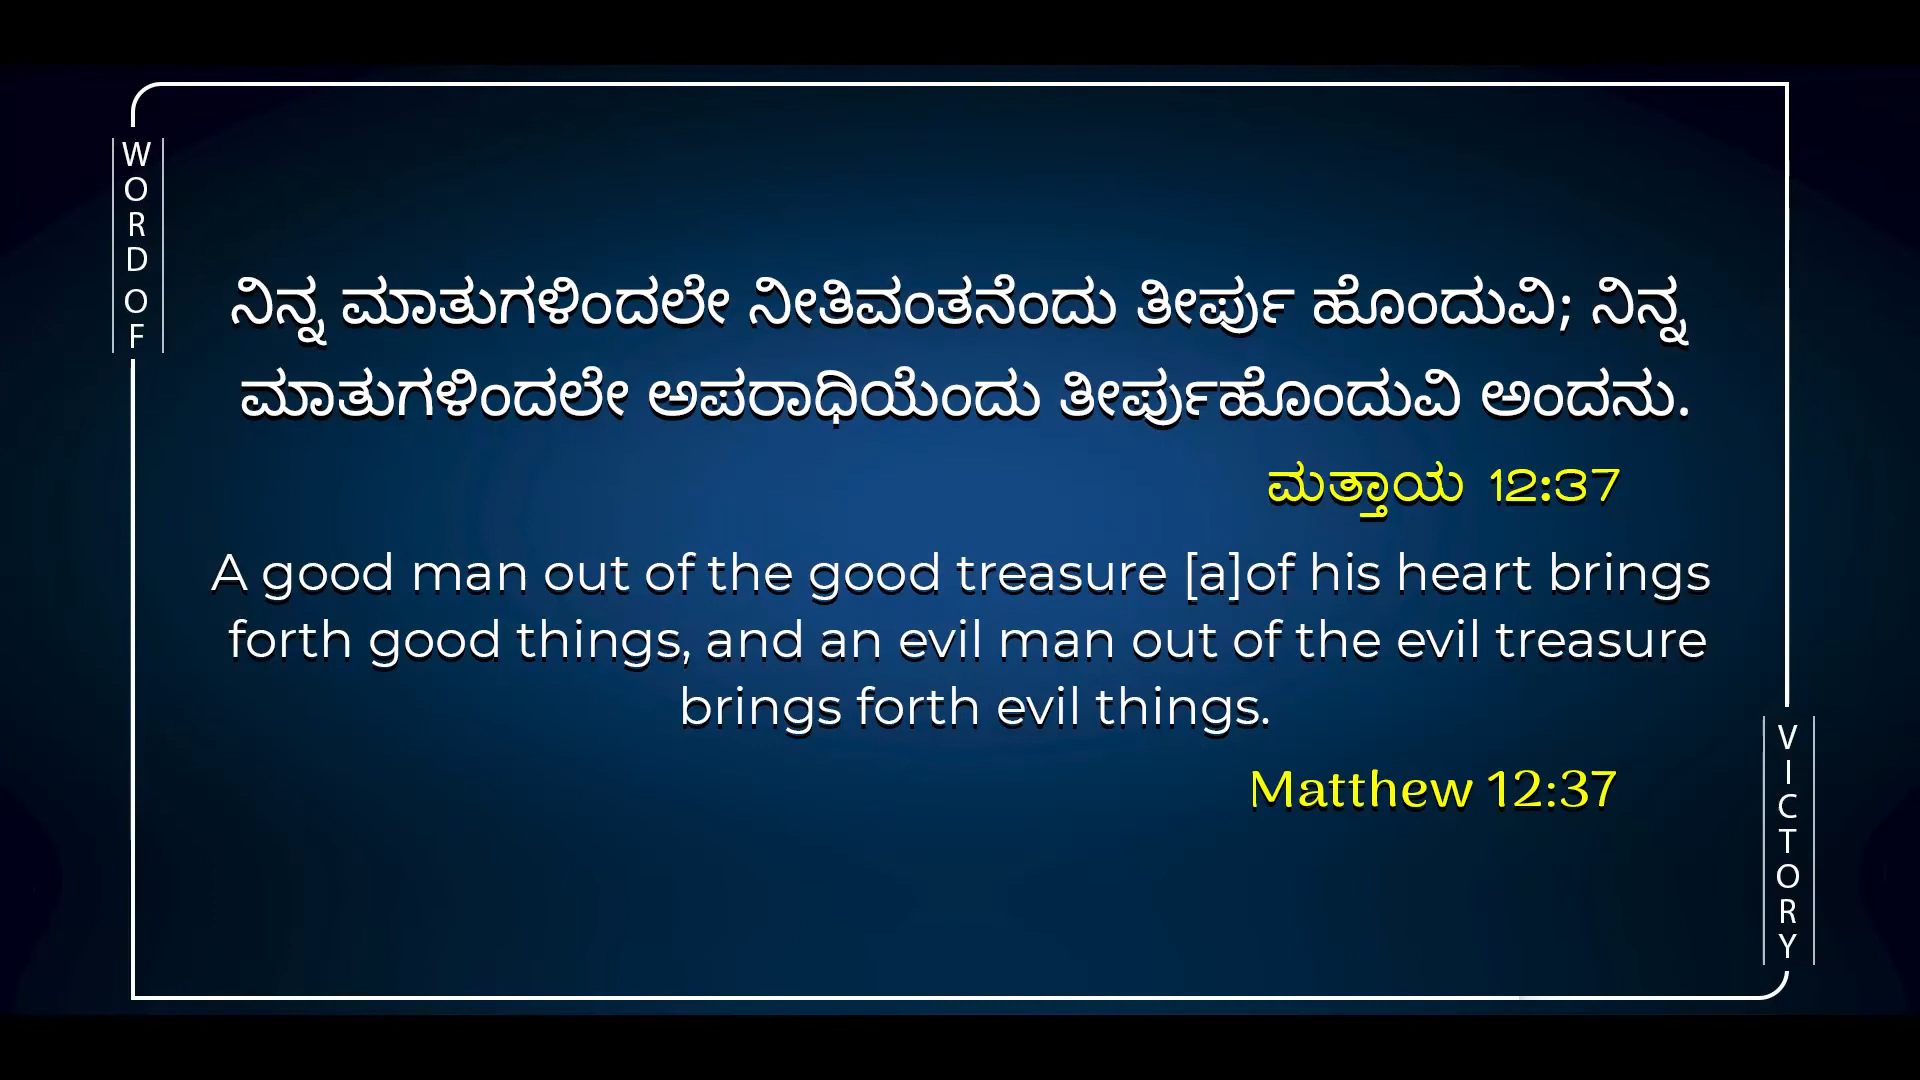 WORD OF
ನಿನ್ನ ಮಾತುಗಳಿಂದಲೇ ನೀತಿವಂತನೆಂದು ತೀರ್ಪು ಹೊಂದುವಿ; ನಿನ್ನ
ಮಾತುಗಳಿಂದಲೇ ಅಪರಾಧಿಯೆಂದು ತೀರ್ಪುಹೊಂದುವಿ ಅಂದನು.
ಮತ್ತಾಯ 12:37
A good man out of the good treasure [a]of his heart brings
forth good things, and an evil man out of the evil treasure
brings forth evil things.
Matthew 12:37
VICTORY